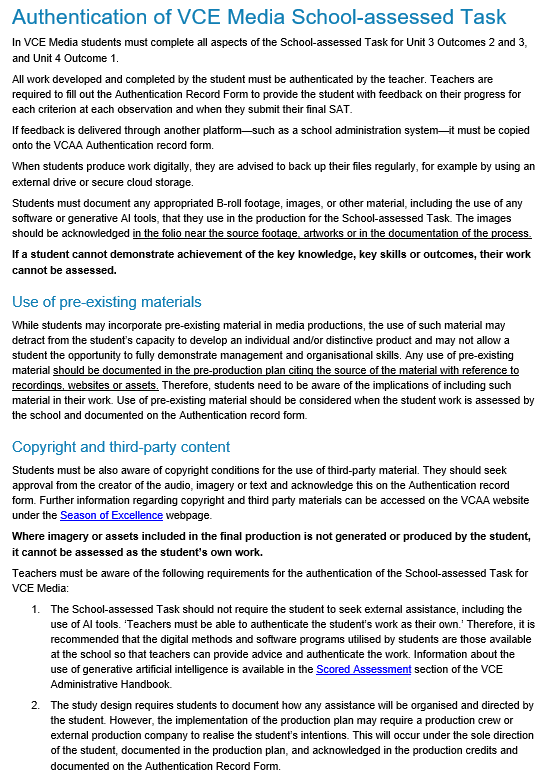 Authentication of VCE Media School-assessed Task
In VCE Media students must complete all aspects of the School-assessed Task for Unit 3 Outcomes 2 and 3,
and Unit 4 Outcome 1.
All work developed and completed by the student must be authenticated by the teacher. Teachers are
required to fill out the Authentication Record Form to provide the student with feedback on their progress for
each criterion at each observation and when they submit their final SAT.
If feedback is delivered through another platform—such as a school administration system—it must be copied
onto the VCAA Authentication record form.
When students produce work digitally, they are advised to back up their files regularly, for example by using an
external drive or secure cloud storage.
Students must document any appropriated B-roll footage, images, or other material, including the use of any
software or generative AI tools, that they use in the production for the School-assessed Task. The images
should be acknowledged in the folio near the source footage, artworks or in the documentation of the process.
If a student cannot demonstrate achievement of the key knowledge, key skills or outcomes, their work
cannot be assessed.
Use of pre-existing materials
While students may incorporate pre-existing material in media productions, the use of such material may
detract from the student's capacity to develop an individual and/or distinctive product and may not allow a
student the opportunity to fully demonstrate management and organisational skills. Any use of pre-existing
material should be documented in the pre-production plan citing the source of the material with reference to
recordings, websites or assets. Therefore, students need to be aware of the implications of including such
material in their work. Use of pre-existing material should be considered when the student work is assessed by
the school and documented on the Authentication record form.
Copyright and third-party content
Students must be also aware of copyright conditions for the use of third-party material. They should seek
approval from the creator of the audio, imagery or text and acknowledge this on the Authentication record
form. Further information regarding copyright and third party materials can be accessed on the VCAA website
under the Season of Excellence webpage.
Where imagery or assets included in the final production is not generated or produced by the student,
it cannot be assessed as the student's own work.
Teachers must be aware of the following requirements for the authentication of the School-assessed Task for
VCE Media:
1. The School-assessed Task should not require the student to seek external assistance, including the
use of AI tools. 'Teachers must be able to authenticate the student's work as their own.' Therefore, it is
recommended that the digital methods and software programs utilised by students are those available
at the school so that teachers can provide advice and authenticate the work. Information about the
use of generative artificial intelligence is available in the Scored Assessment section of the VCE
Administrative Handbook.
2. The study design requires students to document how any assistance will be organised and directed by
the student. However, the implementation of the production plan may require a production crew or
external production company to realise the student's intentions. This will occur under the sole direction
of the student, documented in the production plan, and acknowledged in the production credits and
documented on the Authentication Record Form.